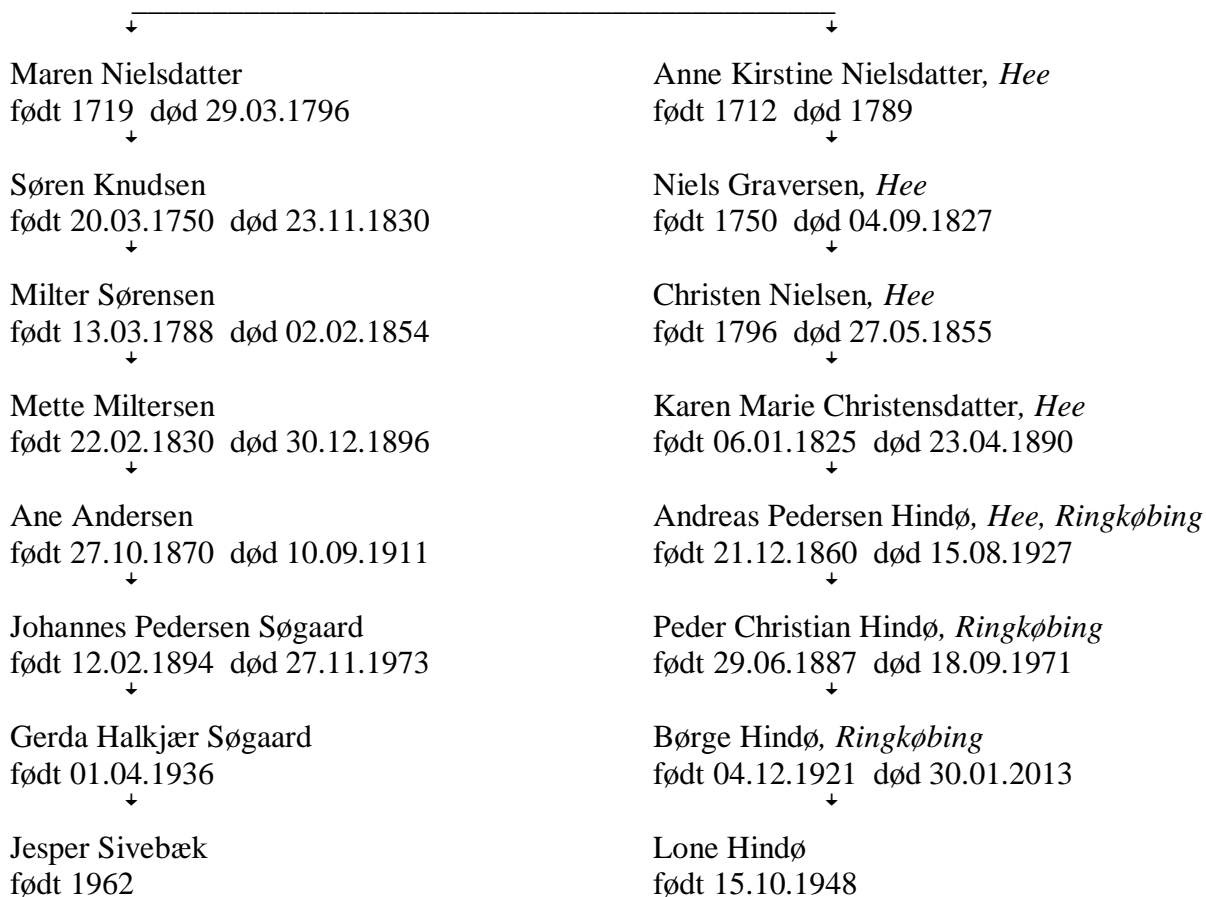 Maren Nielsdatter
født 1719 død 29.03.1796
Søren Knudsen
født 20.03.1750 død 23.11.1830
Milter Sørensen
født 13.03.1788 død 02.02.1854
Mette Miltersen
født 22.02.1830 død 30.12.1896
Ane Andersen
født 27.10.1870 død 10.09.1911
Johannes Pedersen Søgaard
født 12.02.1894 død 27.11.1973
Gerda Halkjær Søgaard
født 01.04.1936
Jesper Sivebæk
født 1962
Anne Kirstine Nielsdatter, Hee
født 1712 død 1789
Niels Graversen, Hee
født 1750 død 04.09.1827
Christen Nielsen, Hee
født 1796 død 27.05.1855
Karen Marie Christensdatter, Hee
født 06.01.1825 død 23.04.1890
Andreas Pedersen Hindø, Hee, Ringkøbing
født 21.12.1860 død 15.08.1927
Peder Christian Hindø, Ringkøbing
født 29.06.1887 død 18.09.1971
Børge Hindø, Ringkøbing
født 04.12.1921 død 30.01.2013
Lone Hindø
født 15.10.1948